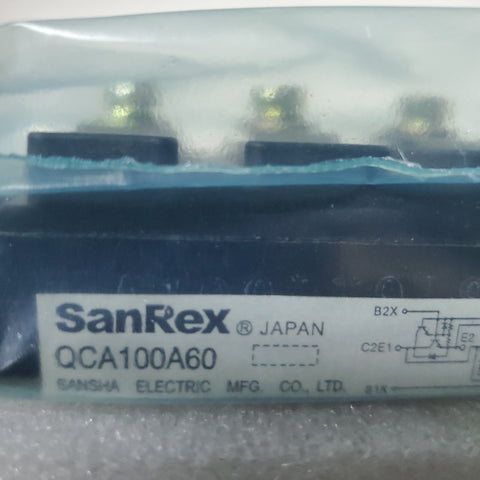 SanRex ® JAPAN
QCA100A60
SANSHA ELECTRIC MFG. CO., LTD.
B2X
C2E1
E2
B1X